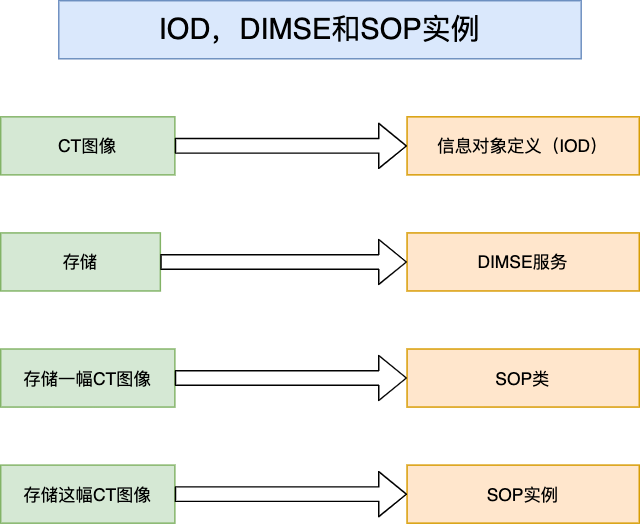 IOD，DIMSE和SOP实例
CT图像
信息对象定义（IOD）
存储
DIMSE服务
存储一幅CT图像
SOP类
存储这幅CT图像
SOP实例